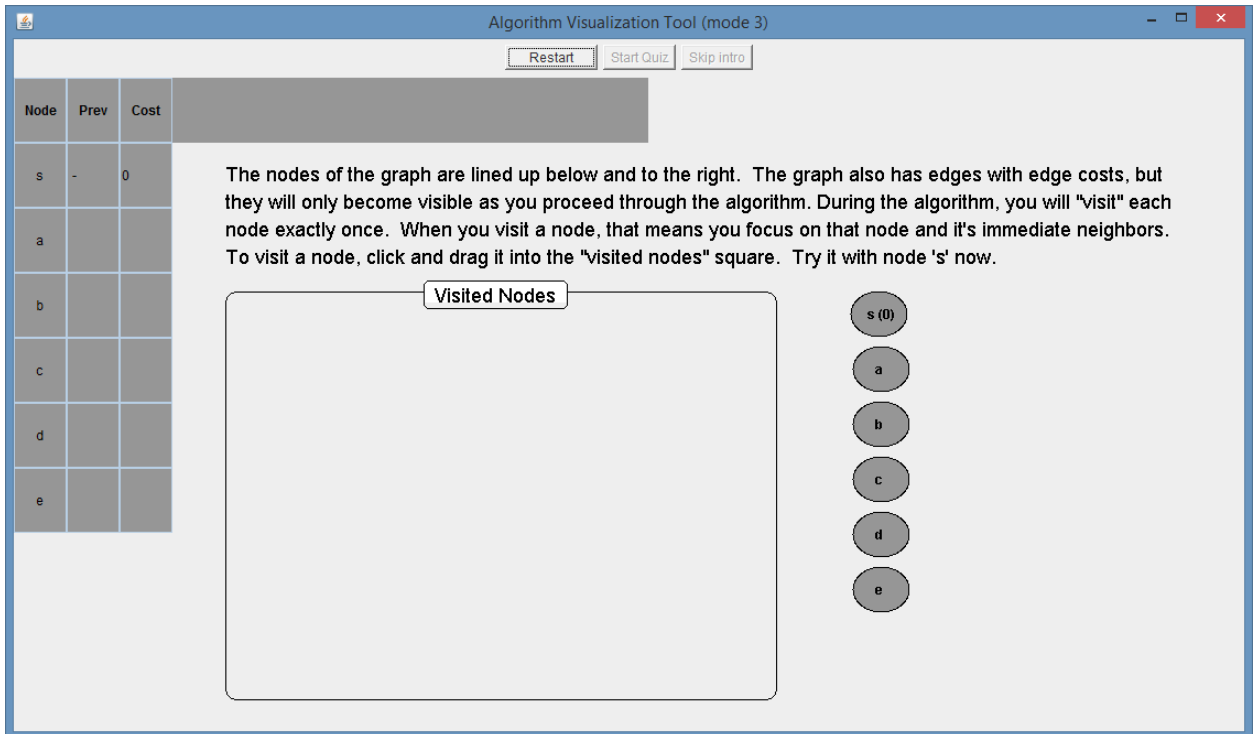 Algorithm Visualization Tool (mode 3)
Restart Start Quiz Skip intro
Node Prev Cost
s - 0
a
b
c
d
e
The nodes of the graph are lined up below and to the right. The graph also has edges with edge costs, but
they will only become visible as you proceed through the algorithm. During the algorithm, you will "visit" each
node exactly once. When you visit a node, that means you focus on that node and it's immediate neighbors.
To visit a node, click and drag it into the "visited nodes" square. Try it with node 's' now.
Visited Nodes
s (0)
a
b
c
d
e